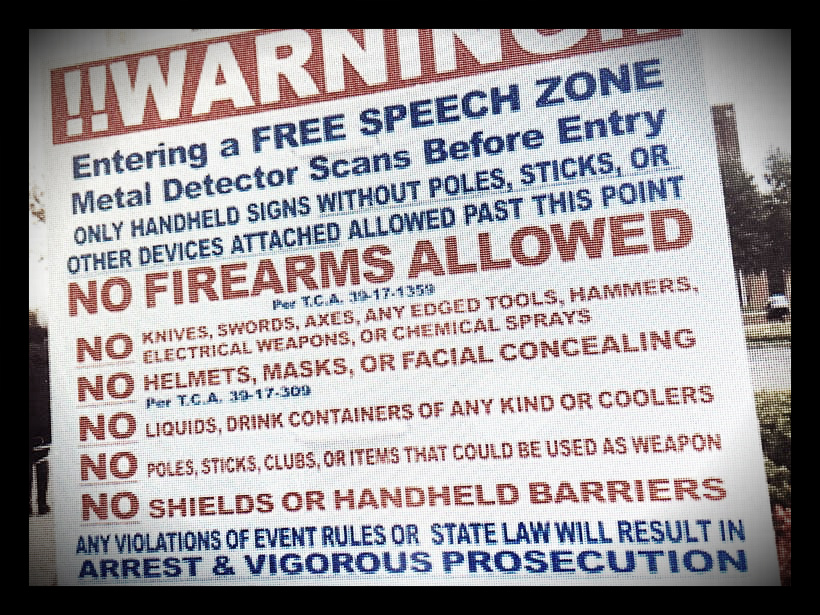 !!WARNING!!
Entering a FREE SPEECH ZONE
Metal Detector Scans Before Entry
ONLY HANDHELD SIGNS WITHOUT POLES, STICKS, OR
OTHER DEVICES ATTACHED ALLOWED PAST THIS POINT
NO FIREARMS ALLOWED
Per T.C.A. 39-17-1359
NO KNIVES, SWORDS, AXES, ANY EDGED TOOLS, HAMMERS,
ELECTRICAL WEAPONS, OR CHEMICAL SPRAYS
NO HELMETS, MASKS, OR FACIAL CONCEALING
Per T.C.A. 39-17-309
NO LIQUIDS, DRINK CONTAINERS OF ANY KIND OR COOLERS
NO POLES, STICKS, CLUBS, OR ITEMS THAT COULD BE USED AS WEAPON
NO SHIELDS OR HANDHELD BARRIERS
ANY VIOLATIONS OF EVENT RULES OR STATE LAW WILL RESULT IN
ARREST & VIGOROUS PROSECUTION